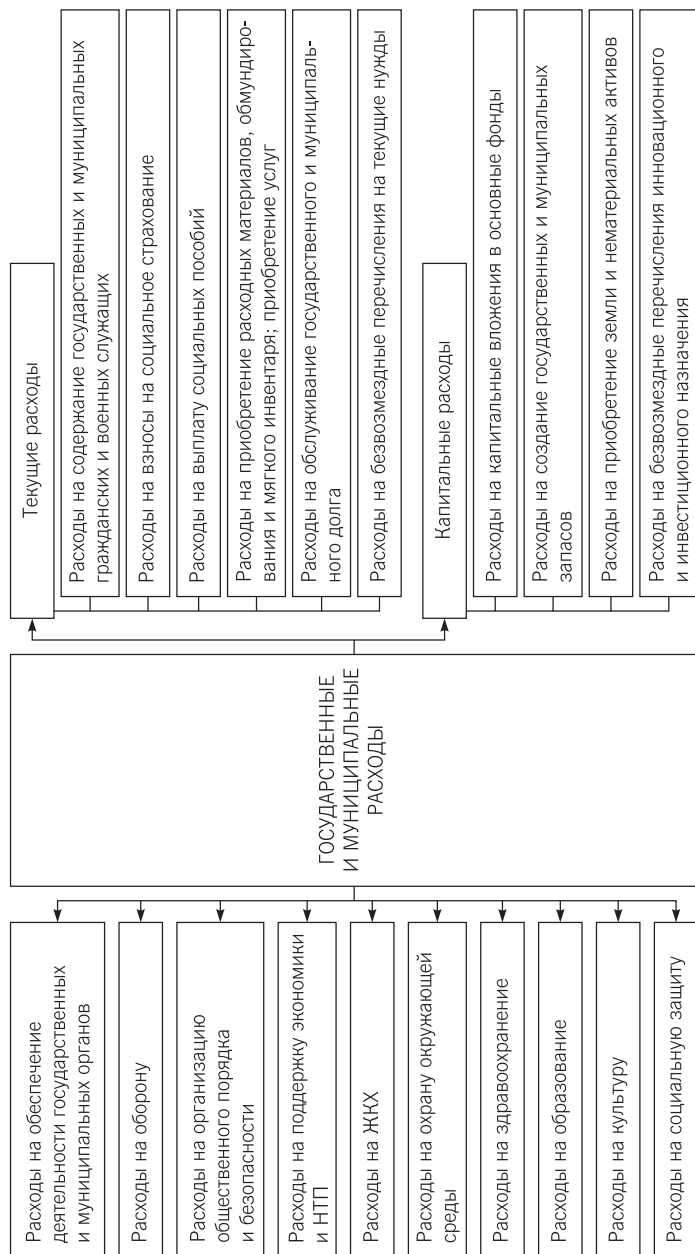 Расходы на обеспечение
деятельности государственных
и муниципальных органов
Расходы на оборону
Расходы на организацию
общественного порядка
и безопасности
Расходы на поддержку экономики
и НТП
Расходы на ЖКХ
Расходы на охрану окружающей
среды
Расходы на здравоохранение
Расходы на образование
Расходы на культуру
Расходы на социальную защиту
ГОСУДАРСТВЕННЫЕ
И МУНИЦИПАЛЬНЫЕ
РАСХОДЫ
Текущие расходы
Расходы на содержание государственных и муниципальных
гражданских и военных служащих
Расходы на взносы на социальное страхование
Расходы на выплату социальных пособий
Расходы на приобретение расходных материалов, обмундиро-
вания и мягкого инвентаря; приобретение услуг
Расходы на обслуживание государственного и муниципаль-
ного долга
Расходы на безвозмездные перечисления на текущие нужды
Капитальные расходы
Расходы на капитальные вложения в основные фонды
Расходы на создание государственных и муниципальных
запасов
Расходы на приобретение земли и нематериальных активов
Расходы на безвозмездные перечисления инновационного
и инвестиционного назначения